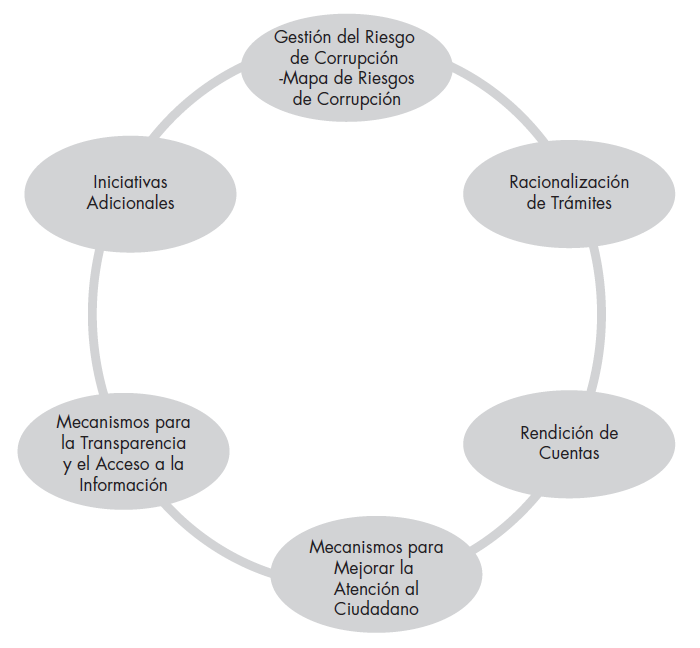 Gestión del Riesgo
de Corrupción
-Mapa de Riesgos
de Corrupción
Racionalización
de Trámites
Rendición de
Cuentas
Mecanismos para
Mejorar la
Atención al
Ciudadano
Mecanismos para
la Transparencia
y el Acceso a la
Información
Iniciativas
Adicionales